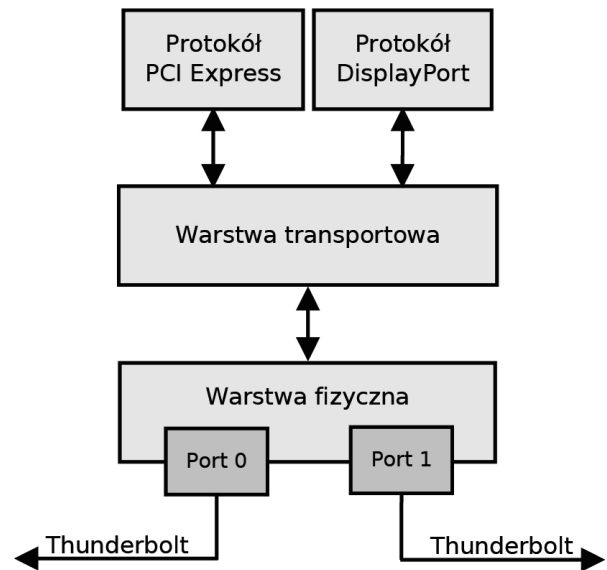 Protokół
PCI Express
Protokół
DisplayPort
Warstwa transportowa
Warstwa fizyczna
Port 0
Port 1
Thunderbolt
Thunderbolt